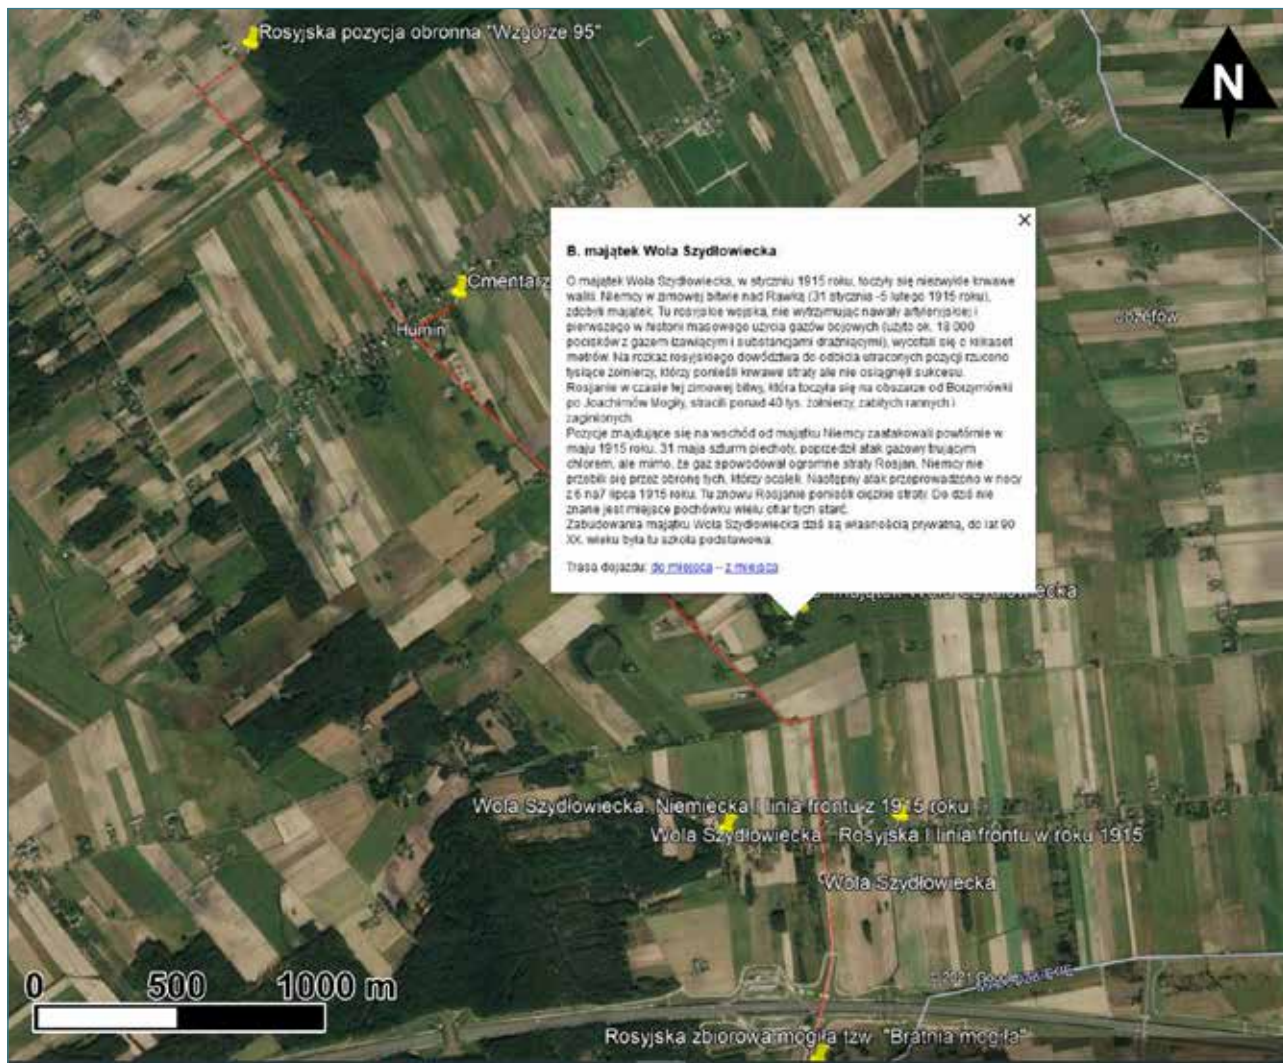 Rosyjska pozycja obronna "Wzgórze 95"
N
Cmentarz
Humin
Józefów
B. majątek Wola Szydłowiecka
O majątek Wola Szydłowiecka, w styczniu 1915 roku, toczyły się niezwykle krwawe
walki. Niemcy w zimowej bitwie nad Rawką (31 stycznia -5 lutego 1915 roku),
zdobyli majątek. Tu rosyjskie wojska, nie wytrzymując nawały artyleryjskiej i
pierwszego w historii masowego użycia gazów bojowych (użyto ok. 18 000
pocisków z gazem łzawiącym i substancjami drażniącymi), wycofali się o kilkaset
metrów. Na rozkaz rosyjskiego dowództwa do odbicia utraconych pozycji rzucono
tysiące żołnierzy, którzy ponieśli krwawe straty ale nie osiągnęli sukcesu.
Rosjanie w czasie tej zimowej bitwy, która toczyła się na obszarze od Borzymówki
po Joachimów Mogiły, stracili ponad 40 tys. żołnierzy, zabitych rannych i
zaginionych.
Pozycje znajdujące się na wschód od majątku Niemcy zaatakowali powtórnie w
maju 1915 roku. 31 maja szturm piechoty, poprzedził atak gazowy trującym
chlorem, ale mimo, że gaz spowodował ogromne straty Rosjan, Niemcy nie
przebili się przez obronę tych, którzy ocaleli. Następny atak przeprowadzono w nocy
z 6 na7 lipca 1915 roku. Tu znowu Rosjanie ponieśli ciężkie straty. Do dziś nie
znane jest miejsce pochówku wielu ofiar tych starć.
Zabudowania majątku Wola Szydłowiecka dziś są własnością prywatną, do lat 90
XX. wieku była tu szkoła podstawowa.
Trasa dojazdu: do miejsca – z miejsca
majątek Wola Szydłowiecka
Wola Szydłowiecka. Niemiecka I linia frontu z 1915 roku
Wola Szydłowiecka - Rosyjska I linia frontu w roku 1915
Wola Szydłowiecka
© 2021 Google
0 500 1000 m
Rosyjska zbiorowa mogiła tzw. "Bratnia mogiła"